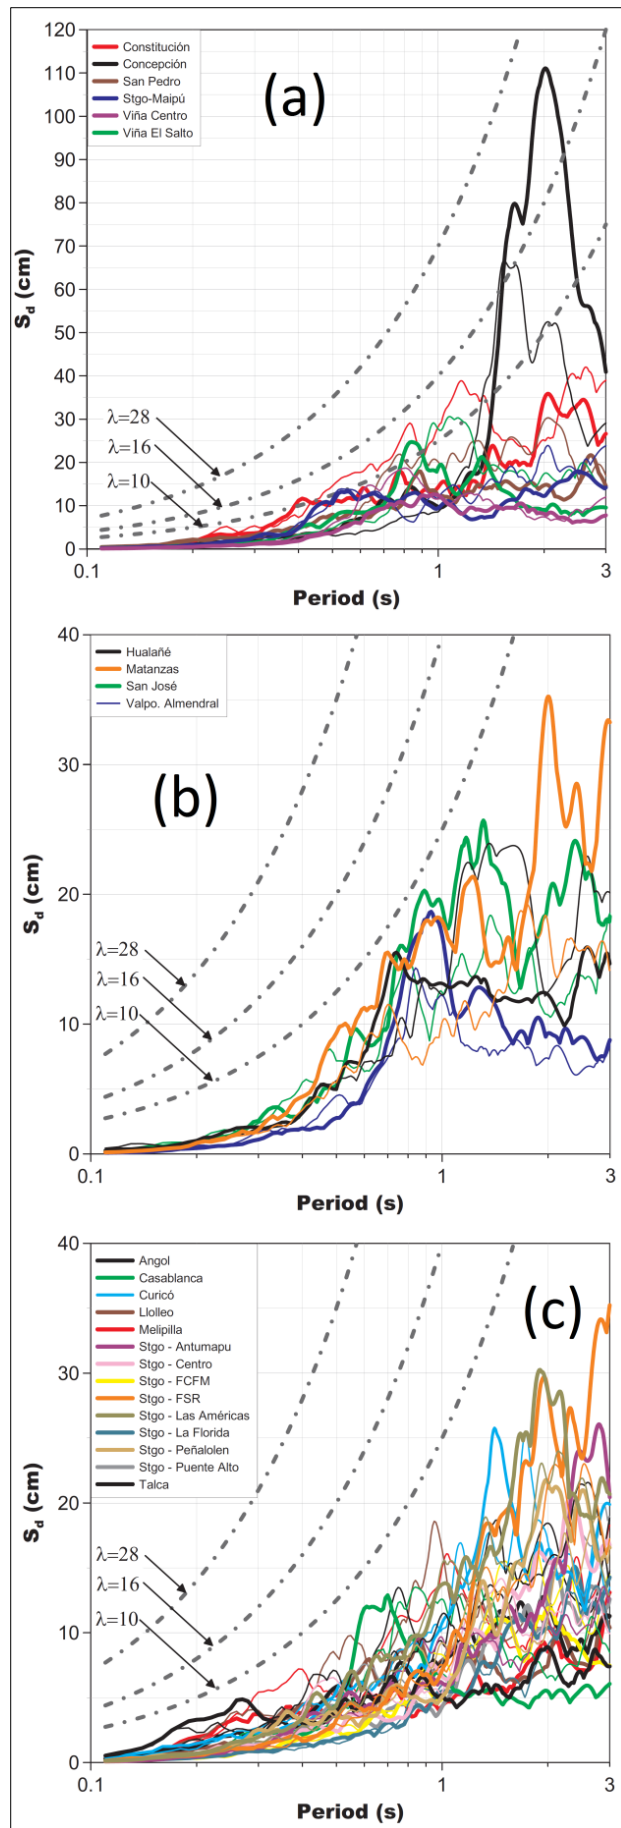 120
110
100
90
80
70
60
50
40
30
20
10
0
S_d (cm)
Constitución
Concepción
San Pedro
Stgo-Maipú
Viña Centro
Viña El Salto
(a)
λ=28
λ=16
λ=10
0.1 1 3
Period (s)
40
30
20
10
0
S_d (cm)
Hualañé
Matanzas
San José
Valpo. Almendral
(b)
λ=28
λ=16
λ=10
0.1 1 3
Period (s)
40
30
20
10
0
S_d (cm)
Angol
Casablanca
Curicó
Llolleo
Melipilla
Stgo - Antumapu
Stgo - Centro
Stgo - FCFM
Stgo - FSR
Stgo - Las Américas
Stgo - La Florida
Stgo - Peñalolen
Stgo - Puente Alto
Talca
(c)
λ=28
λ=16
λ=10
0.1 1 3
Period (s)